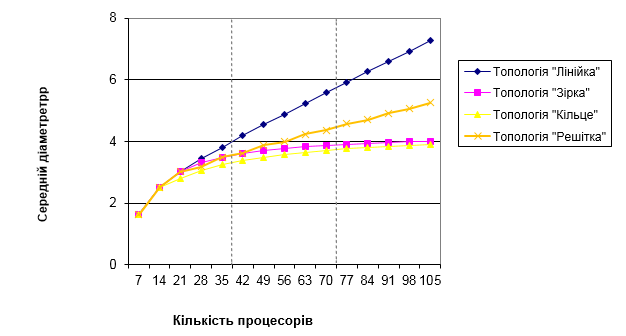 8
6
4
2
0
Середній діаметретрр
7 14 21 28 35 42 49 56 63 70 77 84 91 98 105
Кількість процесорів
Топологія "Лінійка"
Топологія "Зірка"
Топологія "Кільце"
Топологія "Решітка"